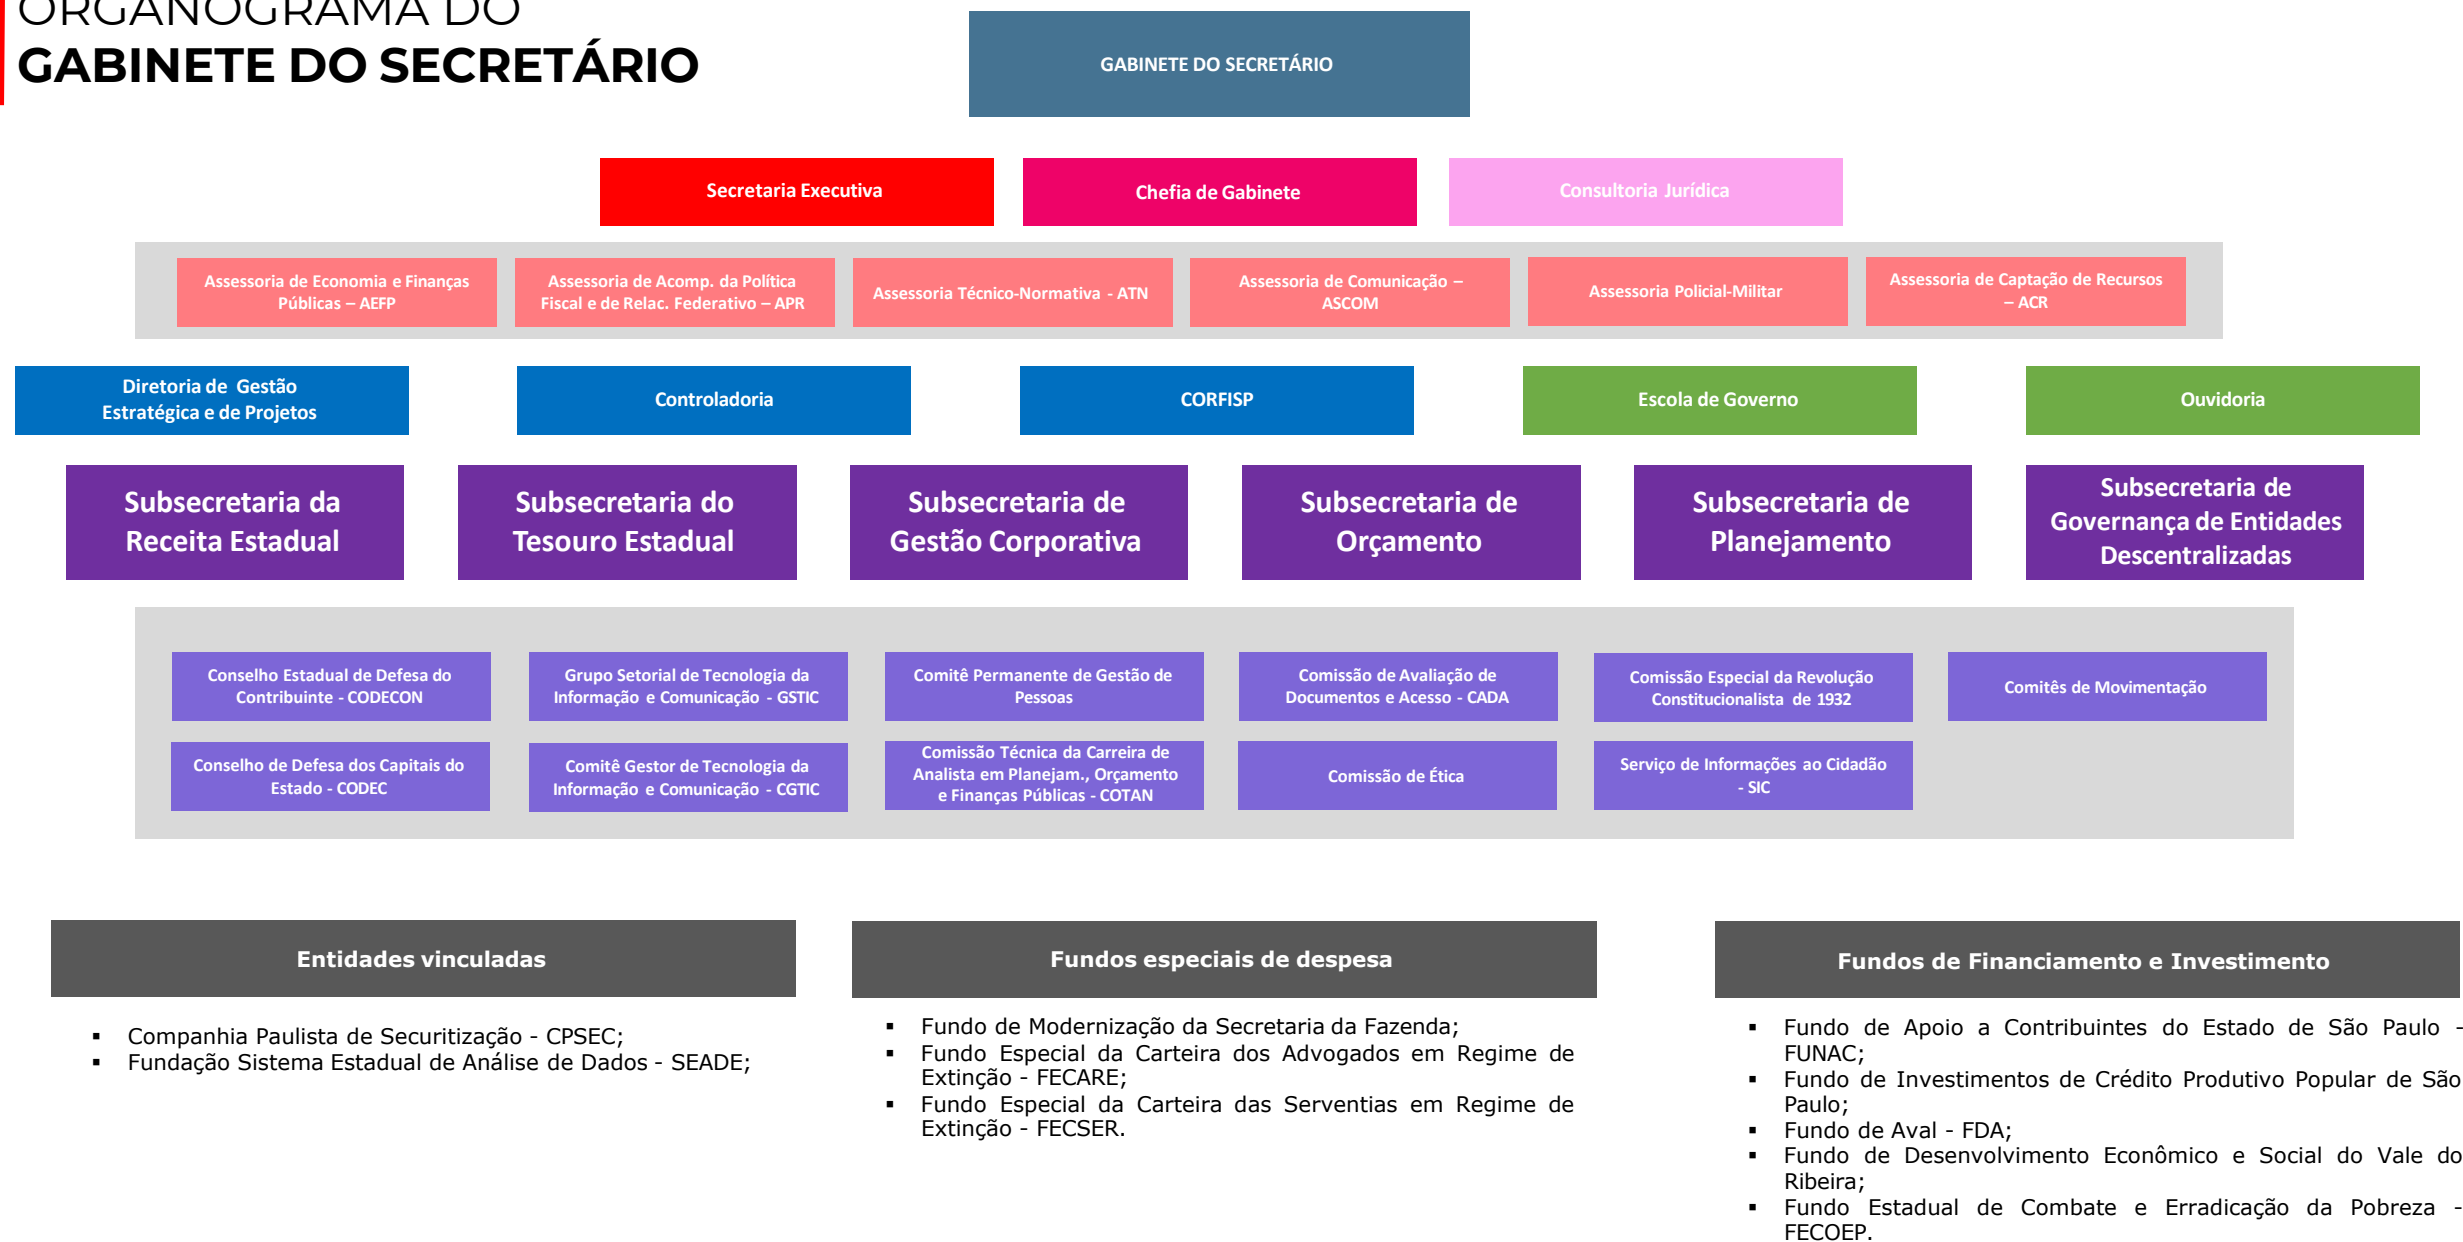 ORGANOGRAMA DO
GABINETE DO SECRETÁRIO
GABINETE DO SECRETÁRIO
Secretaria Executiva
Chefia de Gabinete
Consultoria Jurídica
Assessoria de Economia e Finanças
Públicas – AEFP
Assessoria de Acomp. da Política
Fiscal e de Relac. Federativo – APR
Assessoria Técnico-Normativa - ATN
Assessoria de Comunicação –
ASCOM
Assessoria Policial-Militar
Assessoria de Captação de Recursos
– ACR
Diretoria de Gestão
Estratégica e de Projetos
Controladoria
CORFISP
Escola de Governo
Ouvidoria
Subsecretaria da
Receita Estadual
Subsecretaria do
Tesouro Estadual
Subsecretaria de
Gestão Corporativa
Subsecretaria de
Orçamento
Subsecretaria de
Planejamento
Subsecretaria de
Governança de Entidades
Descentralizadas
Conselho Estadual de Defesa do
Contribuinte - CODECON
Grupo Setorial de Tecnologia da
Informação e Comunicação - GSTIC
Comitê Permanente de Gestão de
Pessoas
Comissão de Avaliação de
Documentos e Acesso - CADA
Comissão Especial da Revolução
Constitucionalista de 1932
Comitês de Movimentação
Conselho de Defesa dos Capitais do
Estado - CODEC
Comitê Gestor de Tecnologia da
Informação e Comunicação - CGTIC
Comissão Técnica da Carreira de
Analista em Planejam., Orçamento
e Finanças Públicas - COTAN
Comissão de Ética
Serviço de Informações ao Cidadão
- SIC
Entidades vinculadas
▪ Companhia Paulista de Securitização - CPSEC;
▪ Fundação Sistema Estadual de Análise de Dados - SEADE;
Fundos especiais de despesa
▪ Fundo de Modernização da Secretaria da Fazenda;
▪ Fundo Especial da Carteira dos Advogados em Regime de
Extinção - FECARE;
▪ Fundo Especial da Carteira das Serventias em Regime de
Extinção - FECSER.
Fundos de Financiamento e Investimento
▪ Fundo de Apoio a Contribuintes do Estado de São Paulo -
FUNAC;
▪ Fundo de Investimentos de Crédito Produtivo Popular de São
Paulo;
▪ Fundo de Aval - FDA;
▪ Fundo de Desenvolvimento Econômico e Social do Vale do
Ribeira;
▪ Fundo Estadual de Combate e Erradicação da Pobreza -
FECOEP.